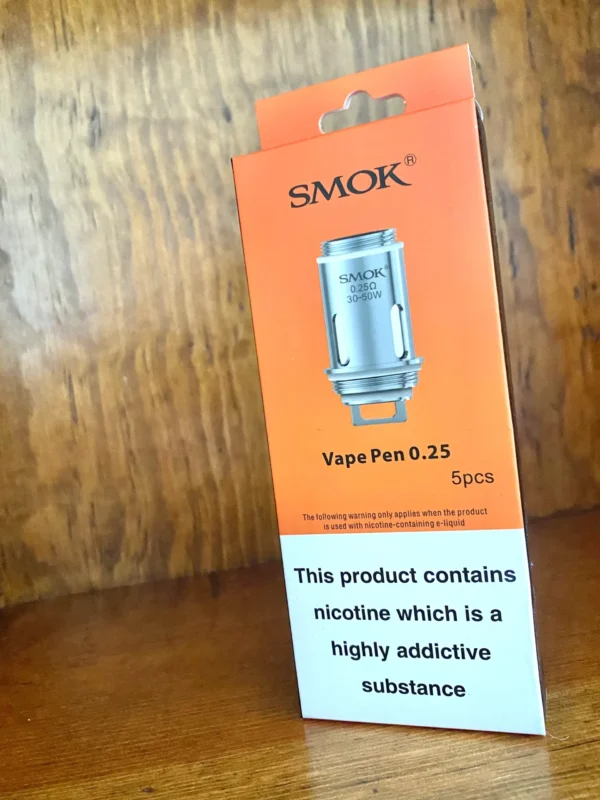 SMOK®
SMOK®
0.25Ω
30-60W
Vape Pen 0.25
5pcs
The following warning only applies when the product
is used with nicotine-containing e-liquid
This product contains
nicotine which is a
highly addictive
substance